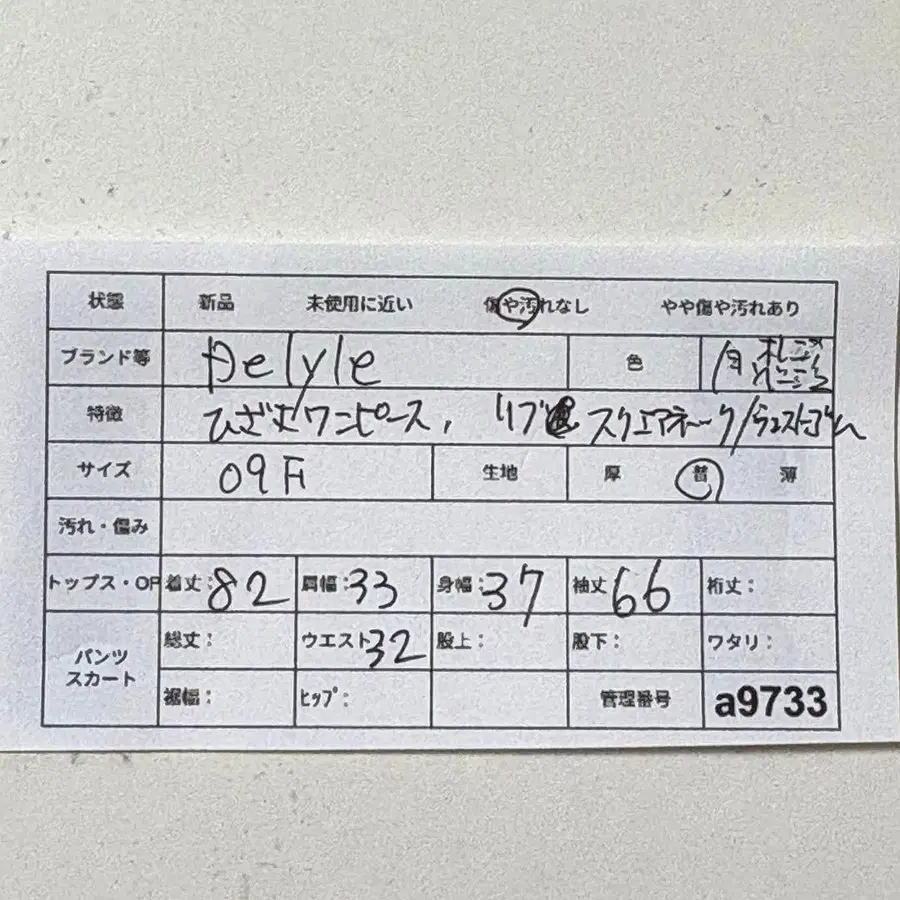 状態 新品 未使用に近い 傷や汚れなし やや傷や汚れあり
ブランド等 Delyle 色
特徴 ひざ丈ワンピース, リブ スクエアネック/ウエストゴム
サイズ 09F 生地 厚 普 薄
汚れ・傷み
トップス・OP 着丈:82 肩幅:33 身幅:37 袖丈 66 裄丈:
パンツ スカート 総丈: ウエスト 32 股上: 股下: ワタリ:
裾幅: ヒップ: 管理番号 a9733